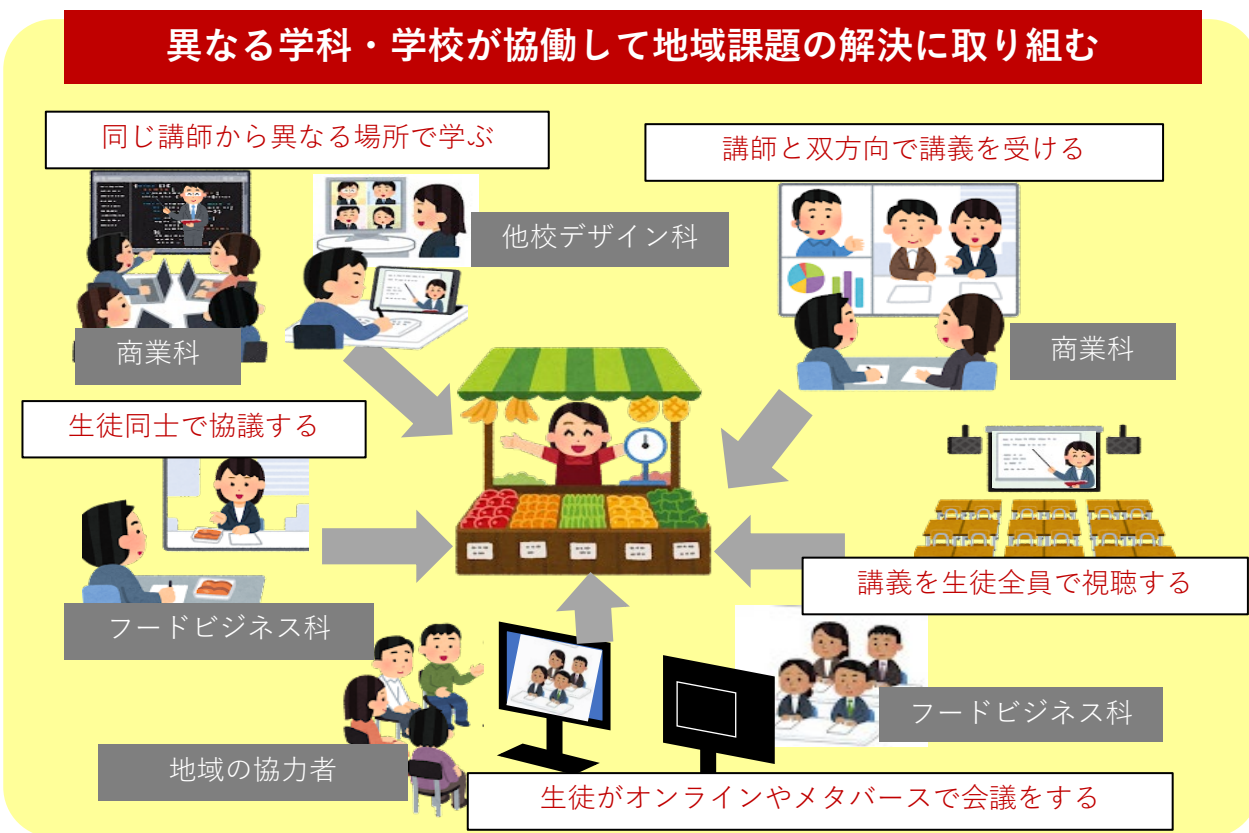 異なる学科・学校が協働して地域課題の解決に取り組む
同じ講師から異なる場所で学ぶ
講師と双方向で講義を受ける
他校デザイン科
商業科
商業科
生徒同士で協議する
講義を生徒全員で視聴する
フードビジネス科
フードビジネス科
地域の協力者
生徒がオンラインやメタバースで会議をする